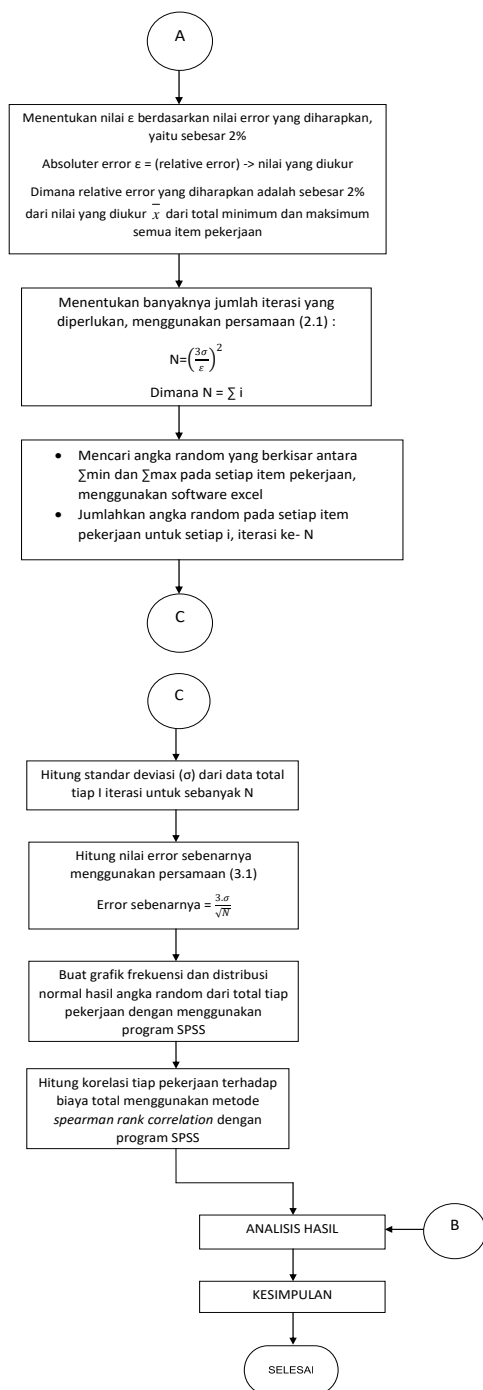 A
Menentukan nilai ε berdasarkan nilai error yang diharapkan,
yaitu sebesar 2%
Absoluter error ε = (relative error) -> nilai yang diukur
Dimana relative error yang diharapkan adalah sebesar 2%
dari nilai yang diukur x̄ dari total minimum dan maksimum
semua item pekerjaan
Menentukan banyaknya jumlah iterasi yang
diperlukan, menggunakan persamaan (2.1) :
N=(3σ/ε)²
Dimana N = ∑ i
• Mencari angka random yang berkisar antara
∑min dan ∑max pada setiap item pekerjaan,
menggunakan software excel
• Jumlahkan angka random pada setiap item
pekerjaan untuk setiap i, iterasi ke- N
C
C
Hitung standar deviasi (σ) dari data total
tiap I iterasi untuk sebanyak N
Hitung nilai error sebenarnya
menggunakan persamaan (3.1)
Error sebenarnya = 3.σ/√N
Buat grafik frekuensi dan distribusi
normal hasil angka random dari total tiap
pekerjaan dengan menggunakan
program SPSS
Hitung korelasi tiap pekerjaan terhadap
biaya total menggunakan metode
spearman rank correlation dengan
program SPSS
ANALISIS HASIL
B
KESIMPULAN
SELESAI